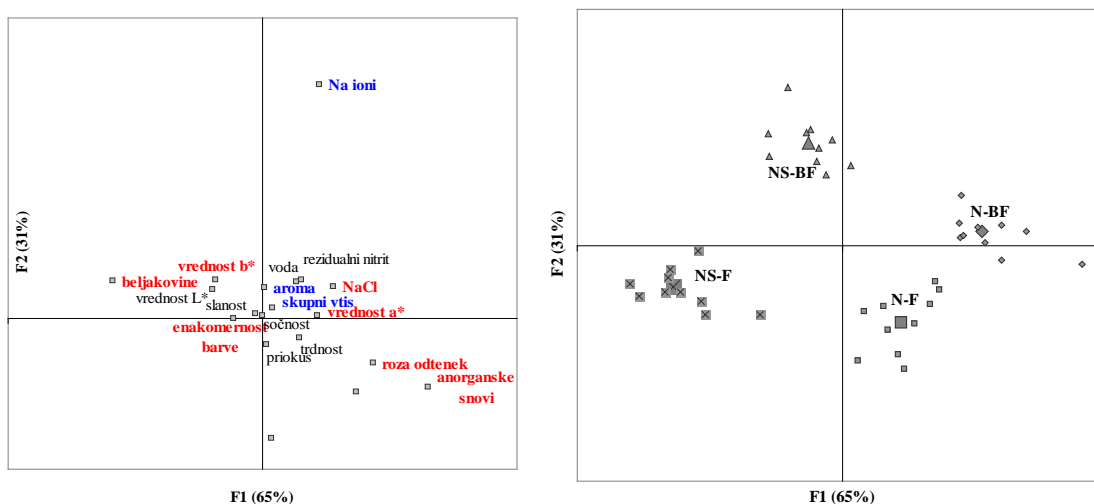 Na ioni
F2 (31%)
vrednost b*
voda
rezidualni nitrit
beljakovine
vrednost L*
aroma
NaCl
slanost
skupni vtis
vrednost a*
enakomernost
barve
sočnost
trdnost
priokus
roza odtenek
anorganske
snovi
F1 (65%)
F2 (31%)
NS-BF
N-BF
NS-F
N-F
F1 (65%)